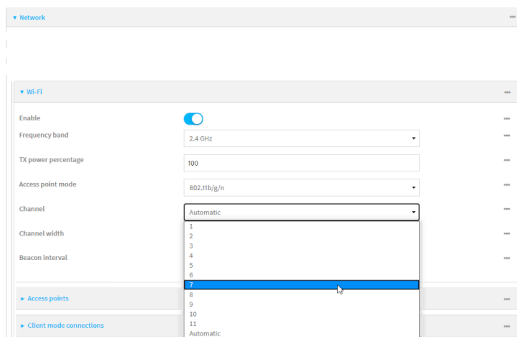 Network
Wi-Fi
Enable
Frequency band
2.4 GHz
TX power percentage
100
Access point mode
802.11b/g/n
Channel
Automatic
1
2
Channel width
3
4
Beacon interval
5
6
7
8
Access points
9
10
11
Client mode connections
Automatic